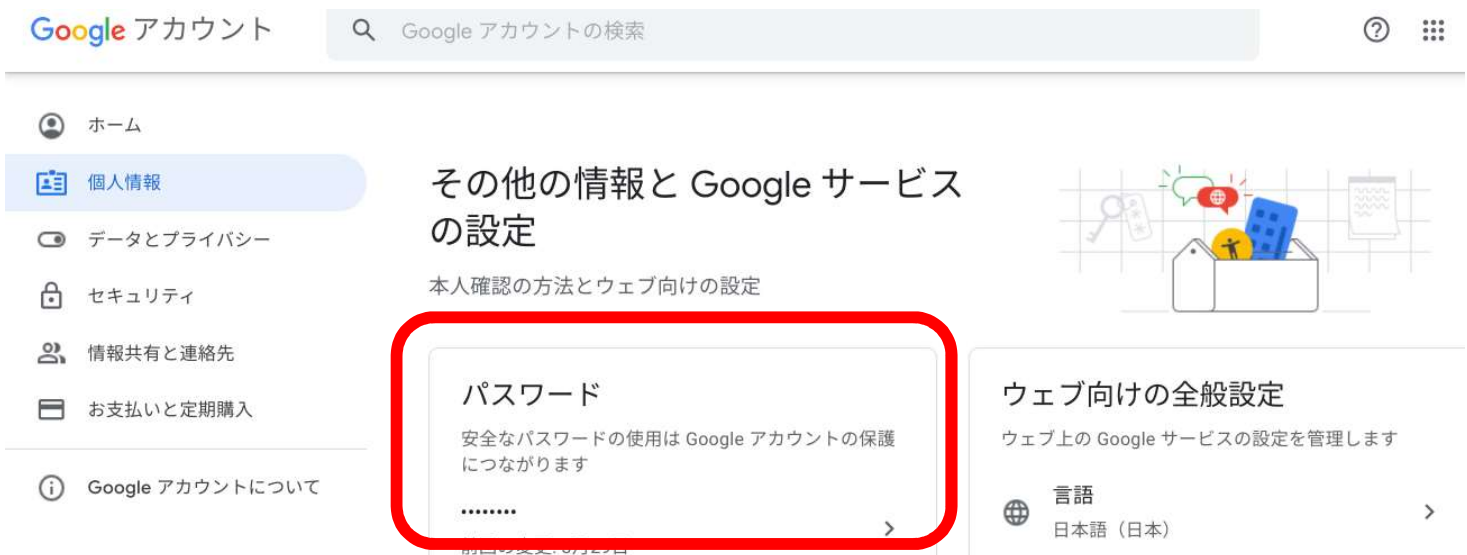 Google アカウント
Google アカウントの検索
ホーム
個人情報
データとプライバシー
セキュリティ
情報共有と連絡先
お支払いと定期購入
Google アカウントについて
その他の情報と Google サービス
の設定
本人確認の方法とウェブ向けの設定
パスワード
安全なパスワードの使用は Google アカウントの保護
につながります
••••••••
ウェブ向けの全般設定
ウェブ上の Google サービスの設定を管理します
言語
日本語（日本）